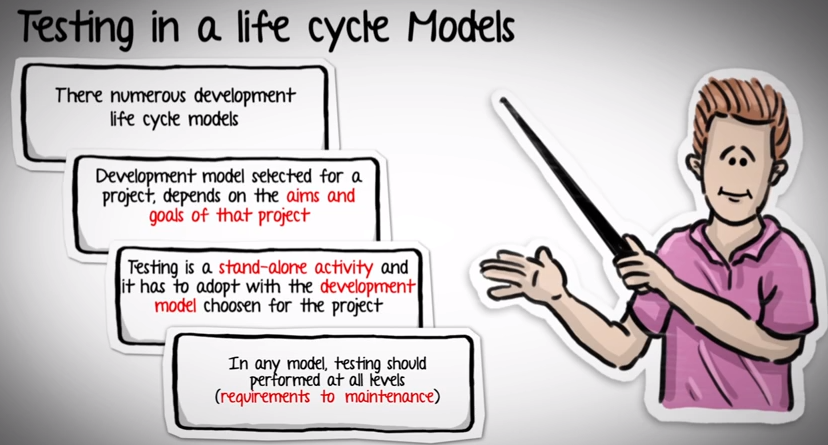 Testing in a life cycle Models
There numerous development
life cycle models
Development model selected for a
project, depends on the aims and
goals of that project
Testing is a stand-alone activity and
it has to adopt with the development
model choosen for the project
In any model, testing should
performed at all levels
(requirements to maintenance)